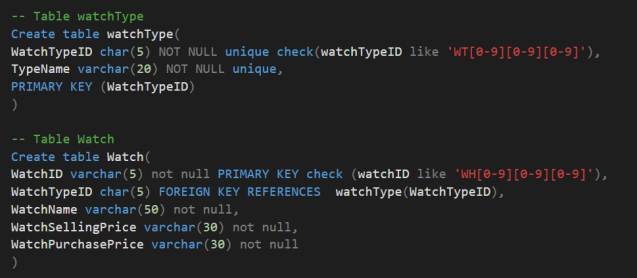 -- Table watchType
Create table watchType(
WatchTypeID char(5) NOT NULL unique check(watchTypeID like 'WT[0-9][0-9][0-9]'),
TypeName varchar(20) NOT NULL unique,
PRIMARY KEY (WatchTypeID)
)
-- Table Watch
Create table Watch(
WatchID varchar(5) not null PRIMARY KEY check (watchID like 'WH[0-9][0-9][0-9]'),
WatchTypeID char(5) FOREIGN KEY REFERENCES  watchType(WatchTypeID),
WatchName varchar(50) not null,
WatchSellingPrice varchar(30) not null,
WatchPurchasePrice varchar(30) not null
)